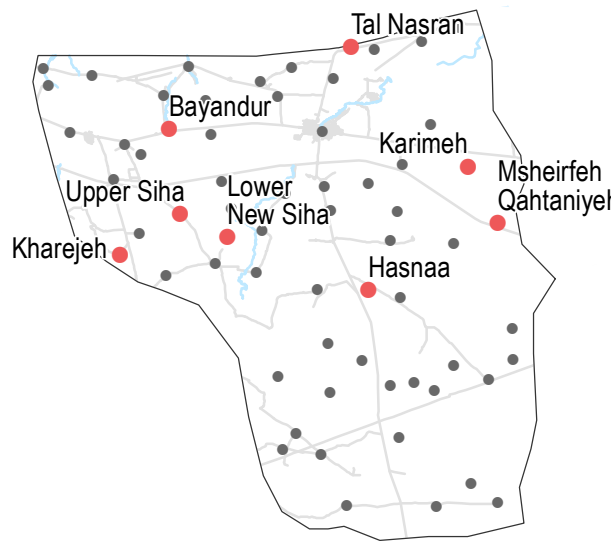 Tal Nasran
Bayandur
Karimeh
Msheirfeh
Qahtaniyeh
Upper Siha
Lower
New Siha
Kharejeh
Hasnaa